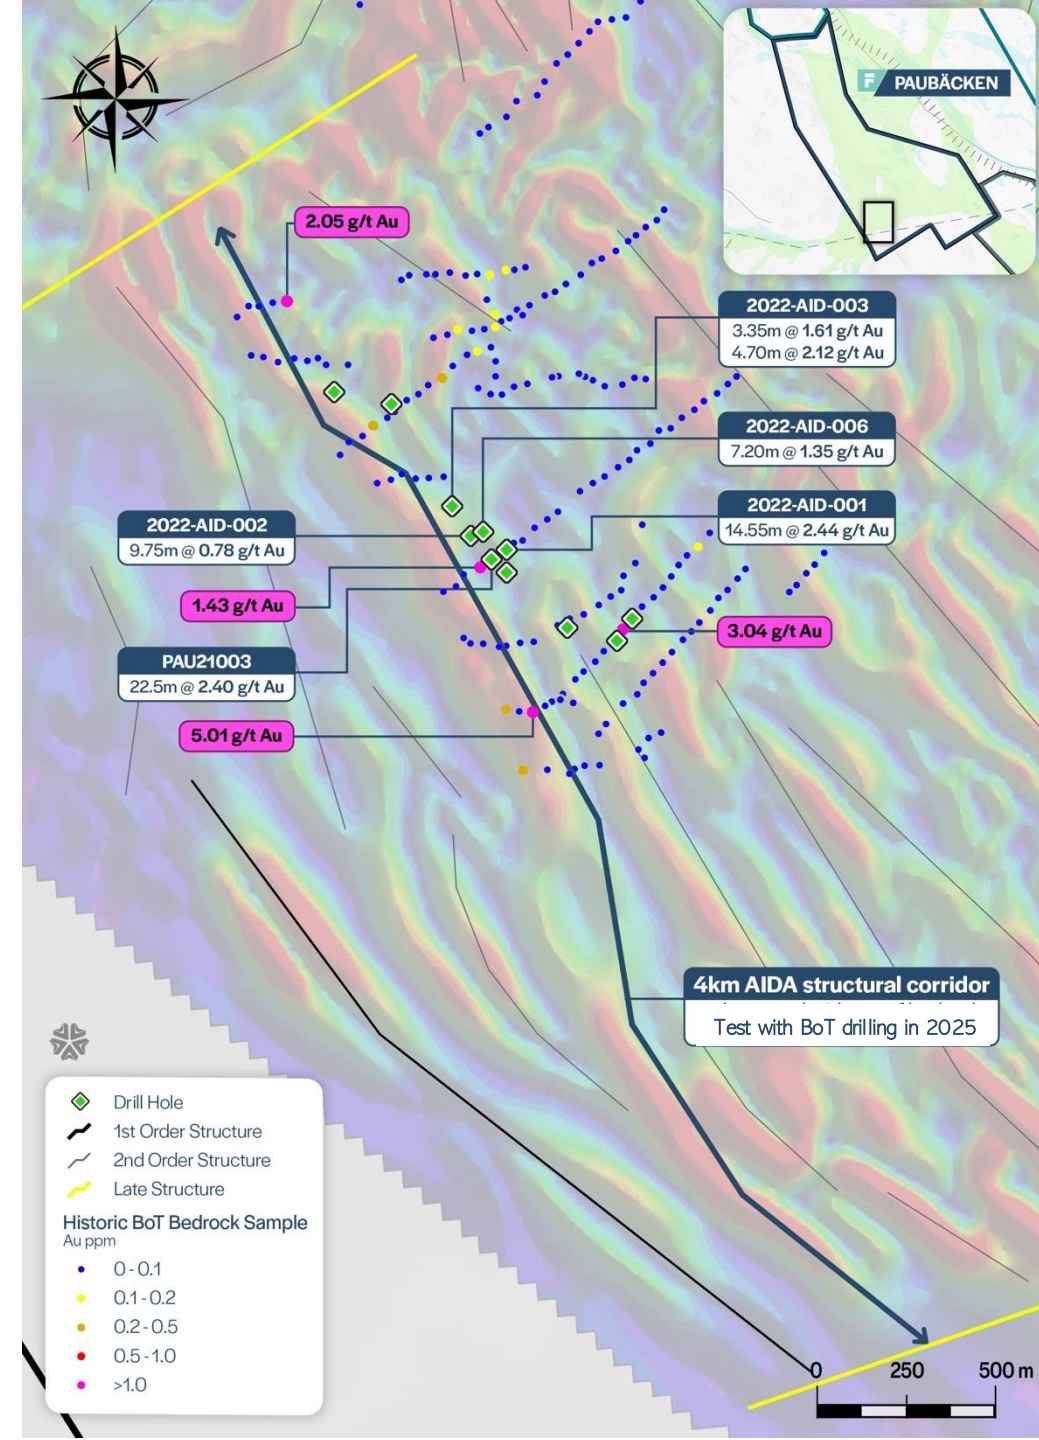 PAUBÄCKEN
2.05 g/t Au
2022-AID-003
3.35m @ 1.61 g/t Au
4.70m @ 2.12 g/t Au
2022-AID-006
7.20m @ 1.35 g/t Au
2022-AID-001
14.55m @ 2.44 g/t Au
2022-AID-002
9.75m @ 0.78 g/t Au
1.43 g/t Au
3.04 g/t Au
PAU21003
22.5m @ 2.40 g/t Au
5.01 g/t Au
4km AIDA structural corridor
Test with BoT drilling in 2025
Drill Hole
1st Order Structure
2nd Order Structure
Late Structure
Historic BoT Bedrock Sample
Au ppm
0 - 0.1
0.1 - 0.2
0.2 - 0.5
0.5 - 1.0
>1.0
0 250 500 m